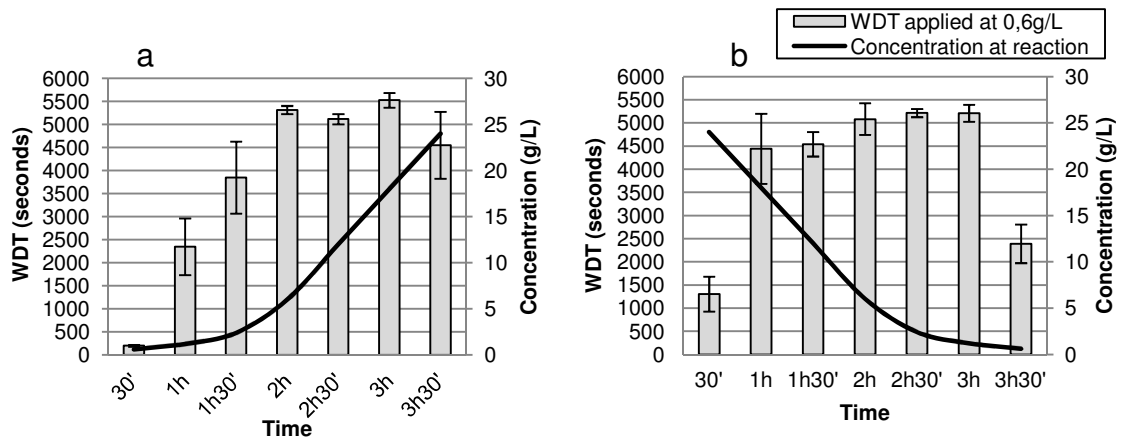 WDT applied at 0,6g/L
Concentration at reaction
a
6000
5500
5000
4500
4000
3500
3000
2500
2000
1500
1000
500
0
WDT (seconds)
30
25
20
15
10
5
0
Concentration (g/L)
30'
1h
1h30'
2h
2h30'
3h
3h30'
Time
b
6000
5500
5000
4500
4000
3500
3000
2500
2000
1500
1000
500
0
WDT (seconds)
30
25
20
15
10
5
0
Concentration (g/L)
30' 1h 1h30' 2h 2h30' 3h 3h30'
Time